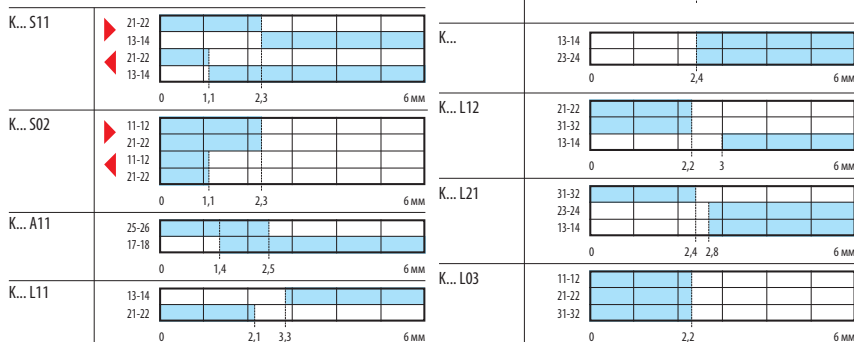 K... S11
21-22
13-14
21-22
13-14
0 1,1 2,3 6 мм
K... S02
11-12
21-22
11-12
21-22
0 1,1 2,3 6 мм
K... A11
25-26
17-18
0 1,4 2,5 6 мм
K... L11
13-14
21-22
0 2,1 3,3 6 мм
K...
13-14
23-24
0 2,4 6 мм
K... L12
21-22
31-32
13-14
0 2,2 3 6 мм
K... L21
31-32
23-24
13-14
0 2,4 2,8 6 мм
K... L03
11-12
21-22
31-32
0 2,2 6 мм